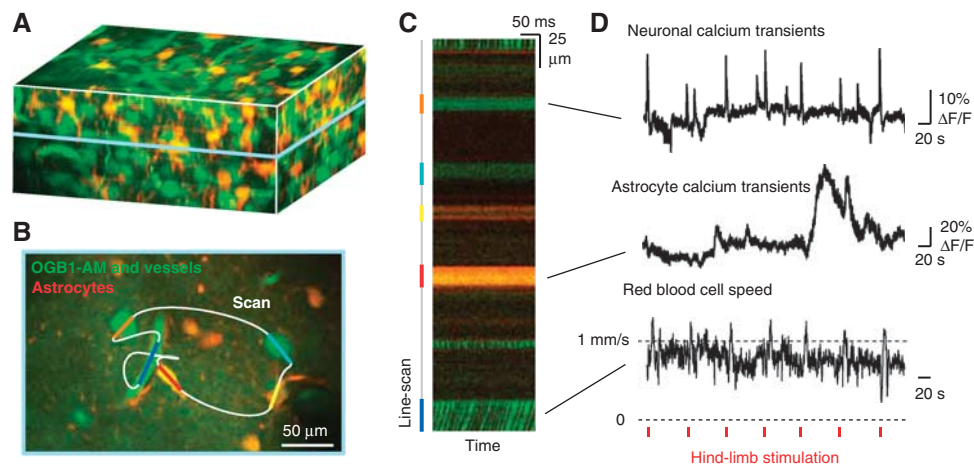 A
B
OGB1-AM and vessels
Astrocytes
Scan
50 μm
C
50 ms
25
μm
Line-scan
Time
D
Neuronal calcium transients
10%
ΔF/F
20 s
Astrocyte calcium transients
20%
ΔF/F
20 s
Red blood cell speed
1 mm/s
20 s
0
Hind-limb stimulation